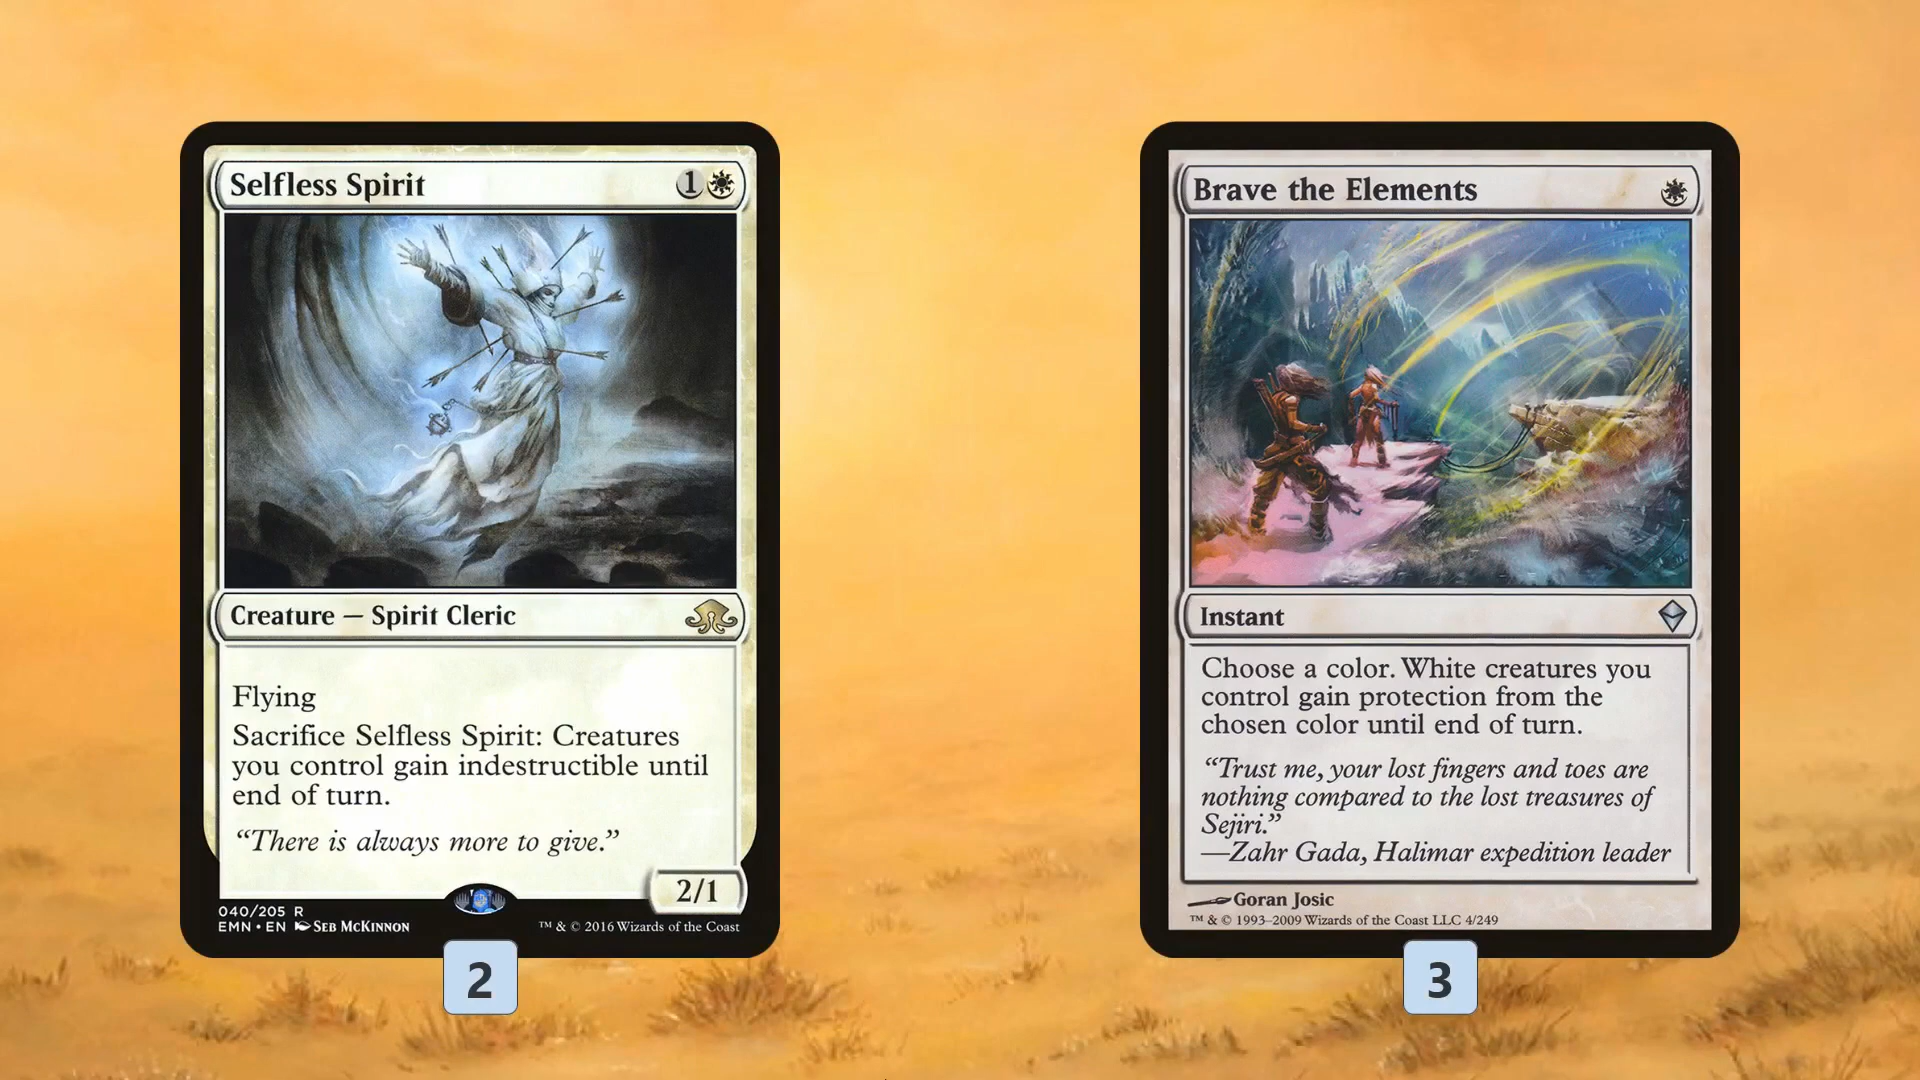 Selfless Spirit
1
Creature — Spirit Cleric
Flying
Sacrifice Selfless Spirit: Creatures
you control gain indestructible until
end of turn.
“There is always more to give.”
2/1
040/205 R
EMN • EN Seb McKinnon
™ & © 2016 Wizards of the Coast
2
Brave the Elements
Instant
Choose a color. White creatures you
control gain protection from the
chosen color until end of turn.
“Trust me, your lost fingers and toes are
nothing compared to the lost treasures of
Sejiri.”
—Zahr Gada, Halimar expedition leader
Goran Josic
™ & © 1993–2009 Wizards of the Coast LLC 4/249
3